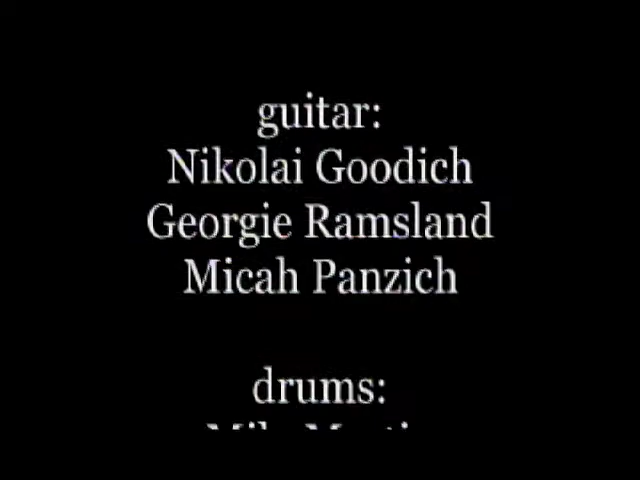 guitar:
Nikolai Goodich
Georgie Ramsland
Micah Panzich
drums: